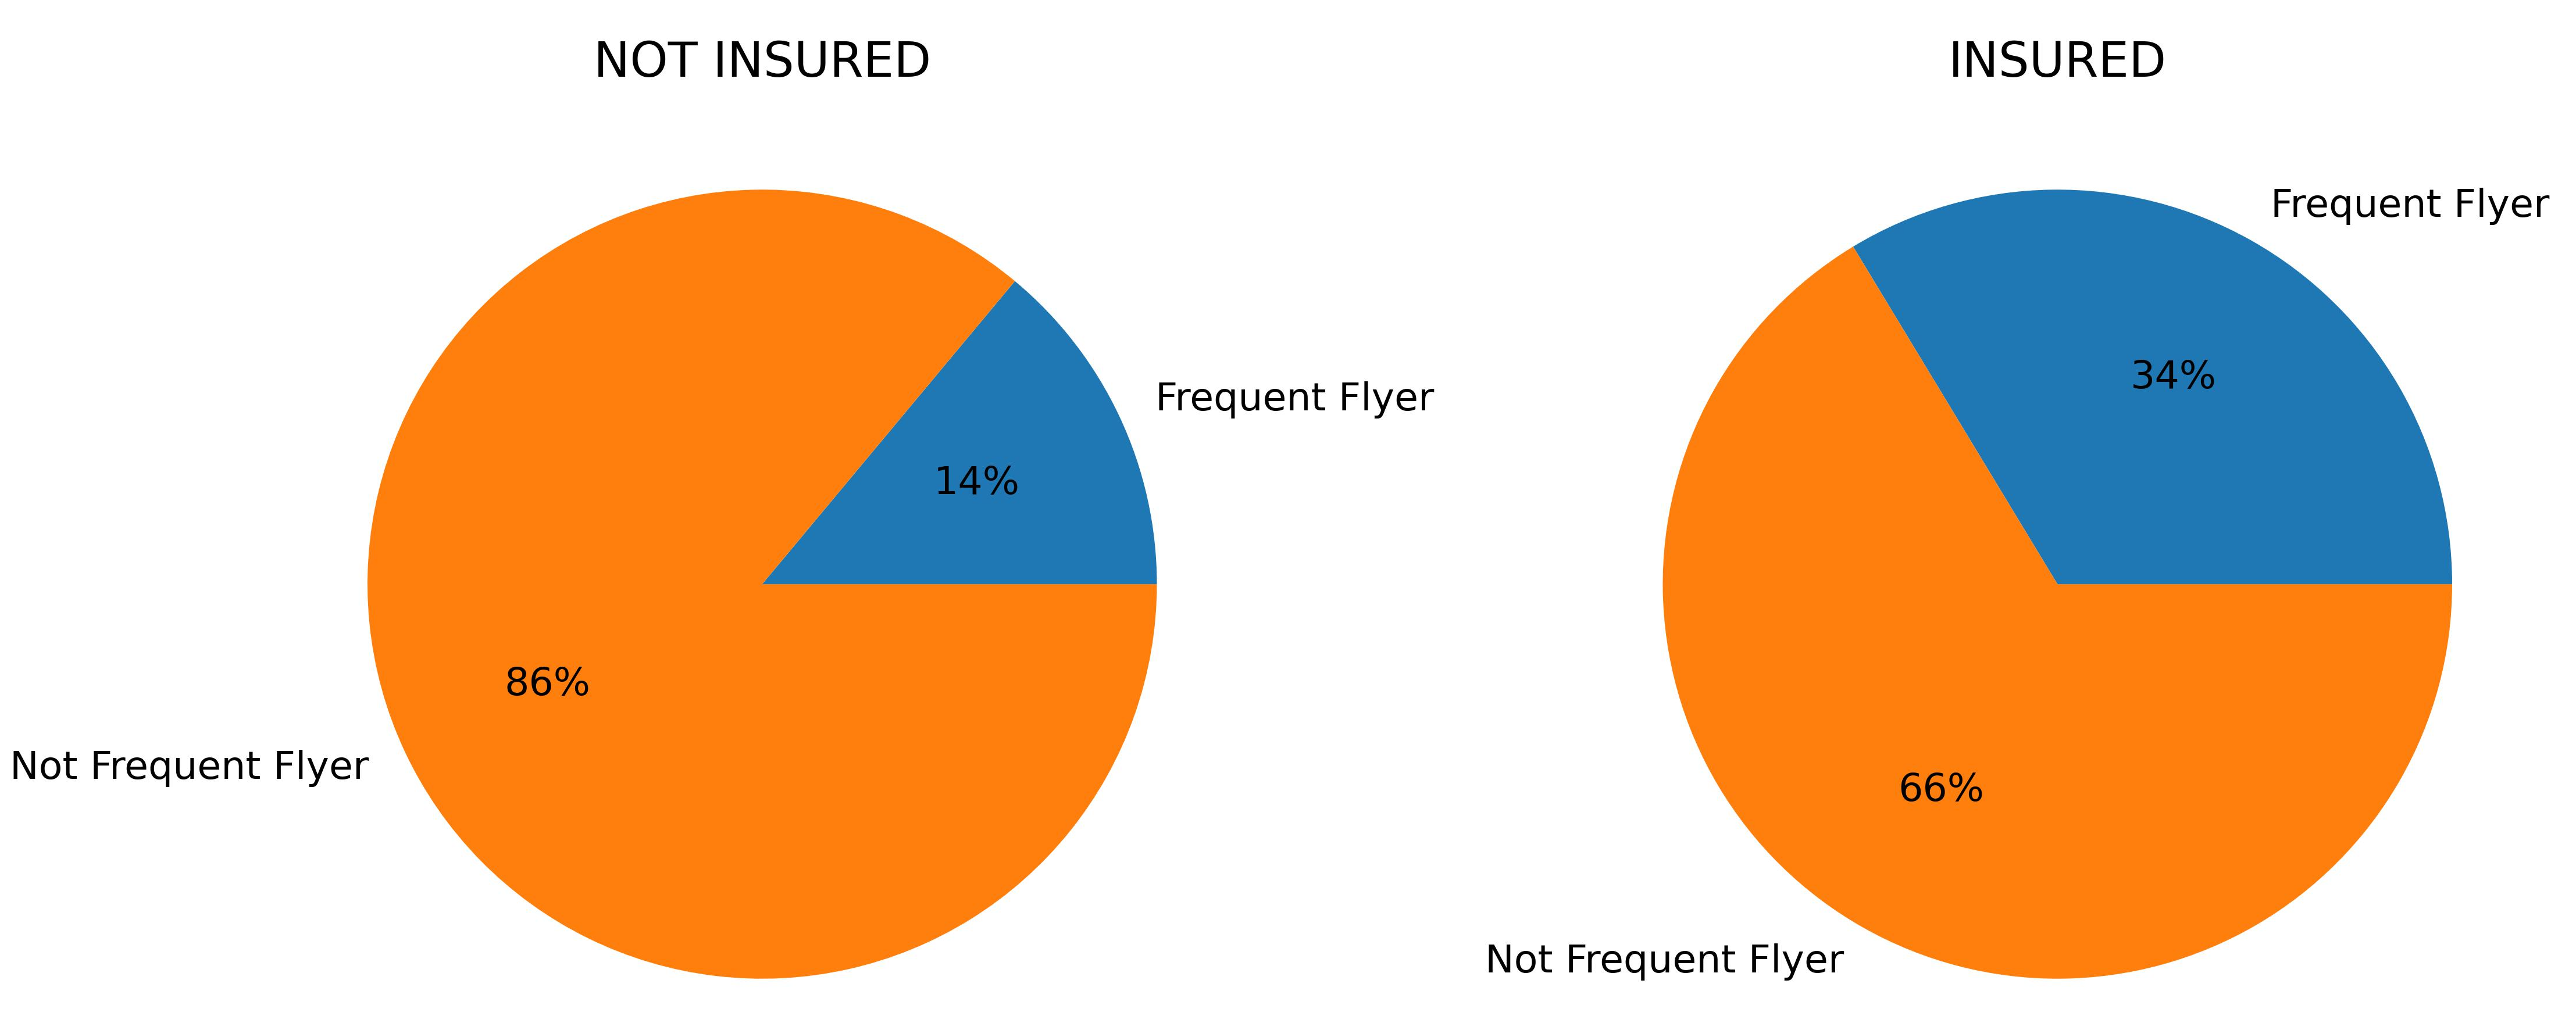 NOT INSURED
Frequent Flyer
14%
86%
Not Frequent Flyer
INSURED
Frequent Flyer
34%
66%
Not Frequent Flyer